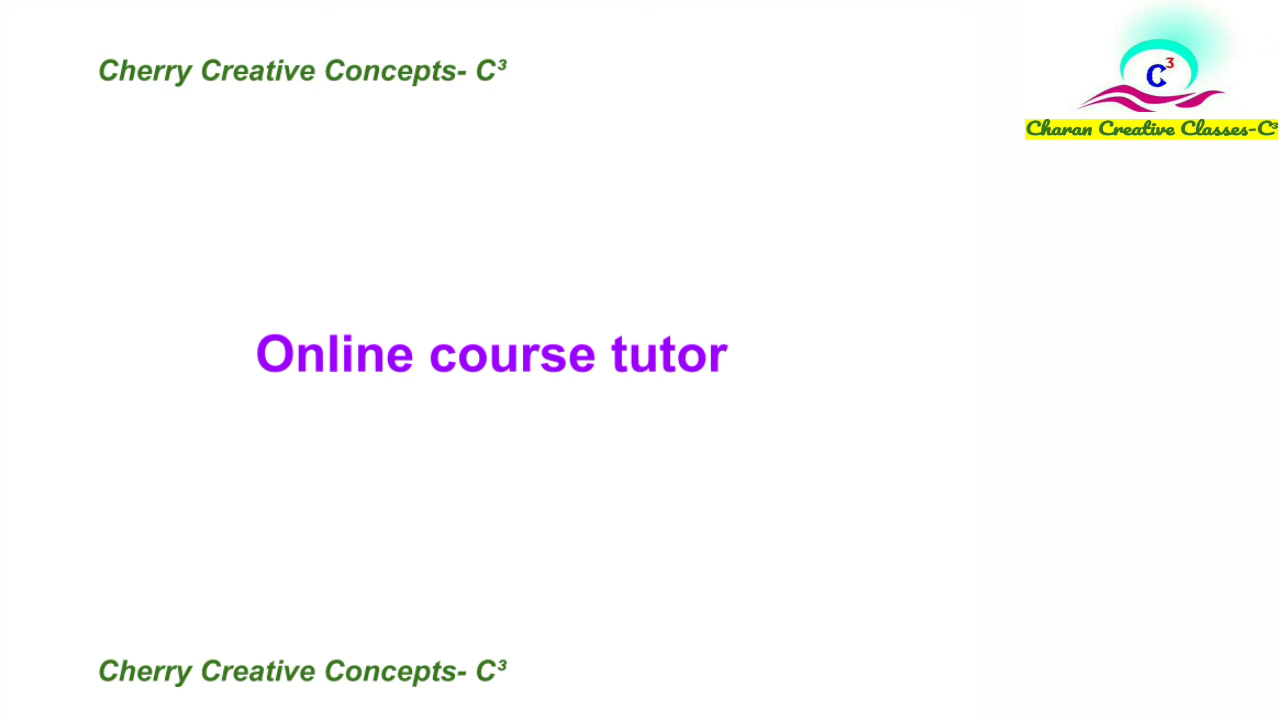 Cherry Creative Concepts- C³
C³
Charan Creative Classes-C³
Online course tutor
Cherry Creative Concepts- C³